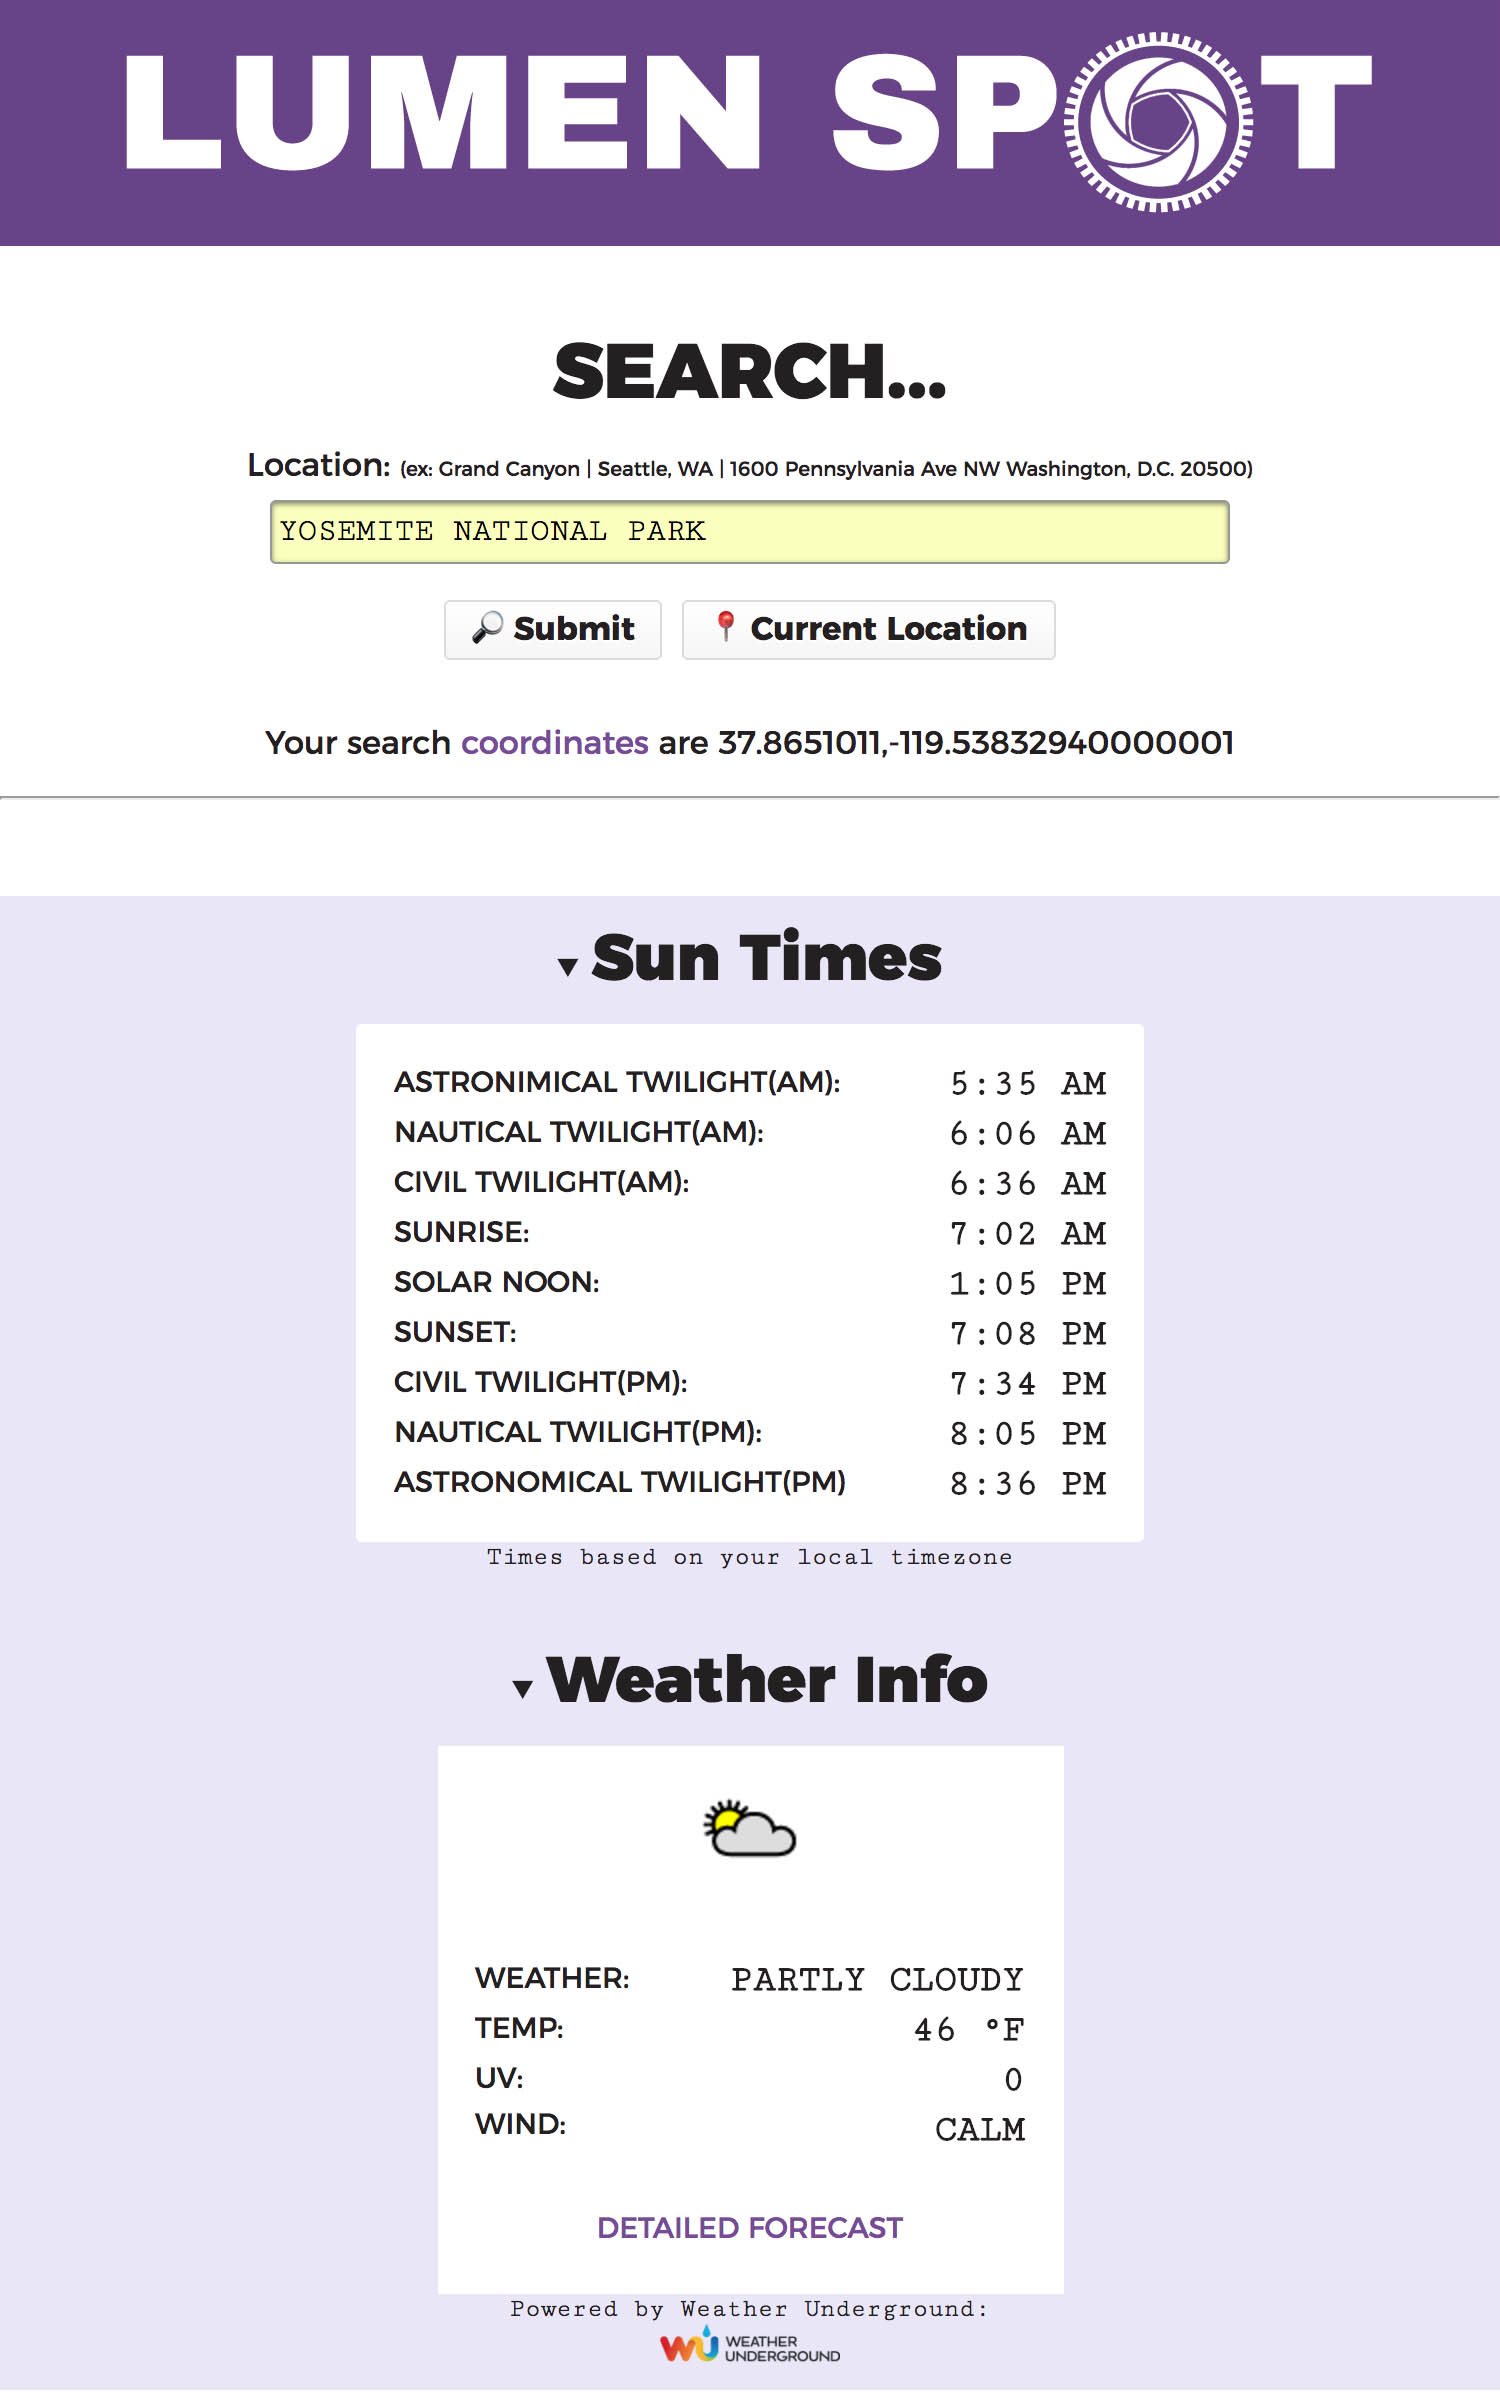 LUMEN SPOT
SEARCH...
Location: (ex: Grand Canyon | Seattle, WA | 1600 Pennsylvania Ave NW Washington, D.C. 20500)
YOSEMITE NATIONAL PARK
Submit Current Location
Your search coordinates are 37.8651011,-119.53832940000001
Sun Times
ASTRONIMICAL TWILIGHT(AM): 5:35 AM
NAUTICAL TWILIGHT(AM): 6:06 AM
CIVIL TWILIGHT(AM): 6:36 AM
SUNRISE: 7:02 AM
SOLAR NOON: 1:05 PM
SUNSET: 7:08 PM
CIVIL TWILIGHT(PM): 7:34 PM
NAUTICAL TWILIGHT(PM): 8:05 PM
ASTRONOMICAL TWILIGHT(PM) 8:36 PM
Times based on your local timezone
Weather Info
WEATHER: PARTLY CLOUDY
TEMP: 46 °F
UV: 0
WIND: CALM
DETAILED FORECAST
Powered by Weather Underground:
WU WEATHER
UNDERGROUND